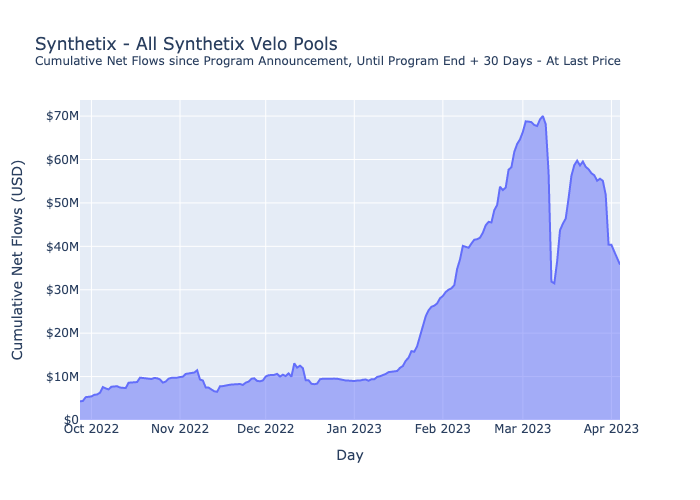 Synthetix - All Synthetix Velo Pools
Cumulative Net Flows since Program Announcement, Until Program End + 30 Days - At Last Price
Cumulative Net Flows (USD)
$70M
$60M
$50M
$40M
$30M
$20M
$10M
$0
Oct 2022 Nov 2022 Dec 2022 Jan 2023 Feb 2023 Mar 2023 Apr 2023
Day